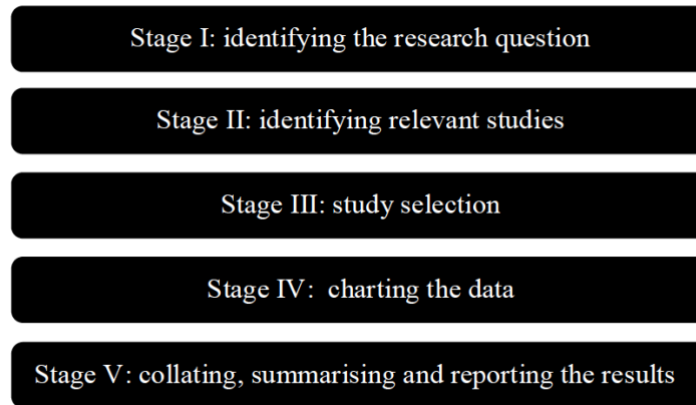 Stage I: identifying the research question
Stage II: identifying relevant studies
Stage III: study selection
Stage IV:  charting the data
Stage V: collating, summarising and reporting the results